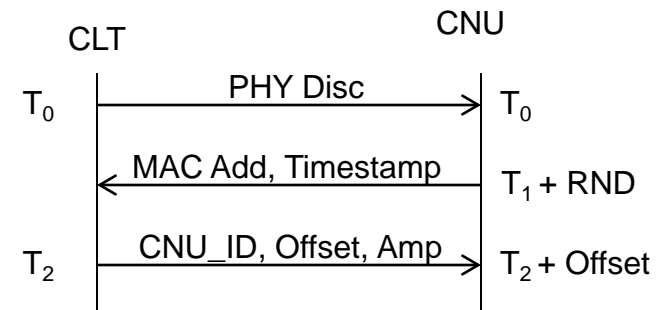 CLT CNU
T₀ PHY Disc T₀
MAC Add, Timestamp T₁ + RND
T₂ CNU_ID, Offset, Amp T₂ + Offset